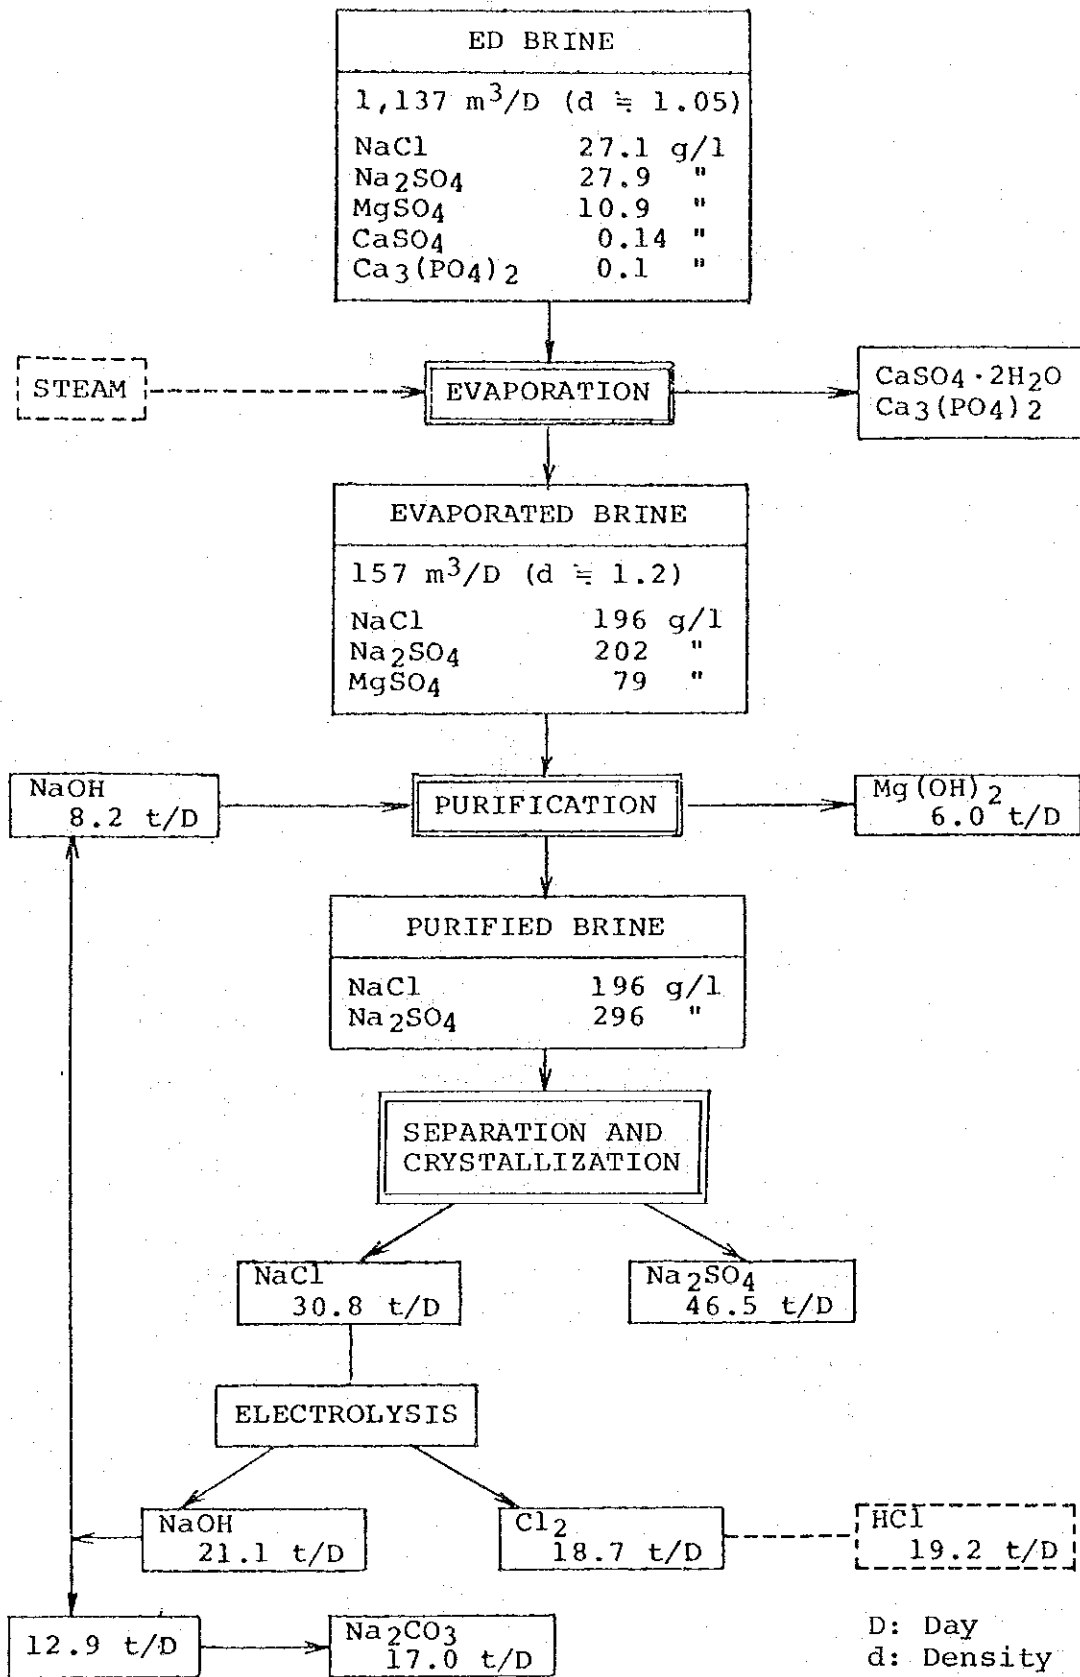 ED BRINE
1,137 m³/D (d ≒ 1.05)
NaCl 27.1 g/l
Na₂SO₄ 27.9 "
MgSO₄ 10.9 "
CaSO₄ 0.14 "
Ca₃(PO₄)₂ 0.1 "
STEAM
EVAPORATION
CaSO₄·2H₂O
Ca₃(PO₄)₂
EVAPORATED BRINE
157 m³/D (d ≒ 1.2)
NaCl 196 g/l
Na₂SO₄ 202 "
MgSO₄ 79 "
NaOH
8.2 t/D
PURIFICATION
Mg(OH)₂
6.0 t/D
PURIFIED BRINE
NaCl 196 g/l
Na₂SO₄ 296 "
SEPARATION AND
CRYSTALLIZATION
NaCl
30.8 t/D
Na₂SO₄
46.5 t/D
ELECTROLYSIS
NaOH
21.1 t/D
Cl₂
18.7 t/D
HCl
19.2 t/D
12.9 t/D
Na₂CO₃
17.0 t/D
D: Day
d: Density